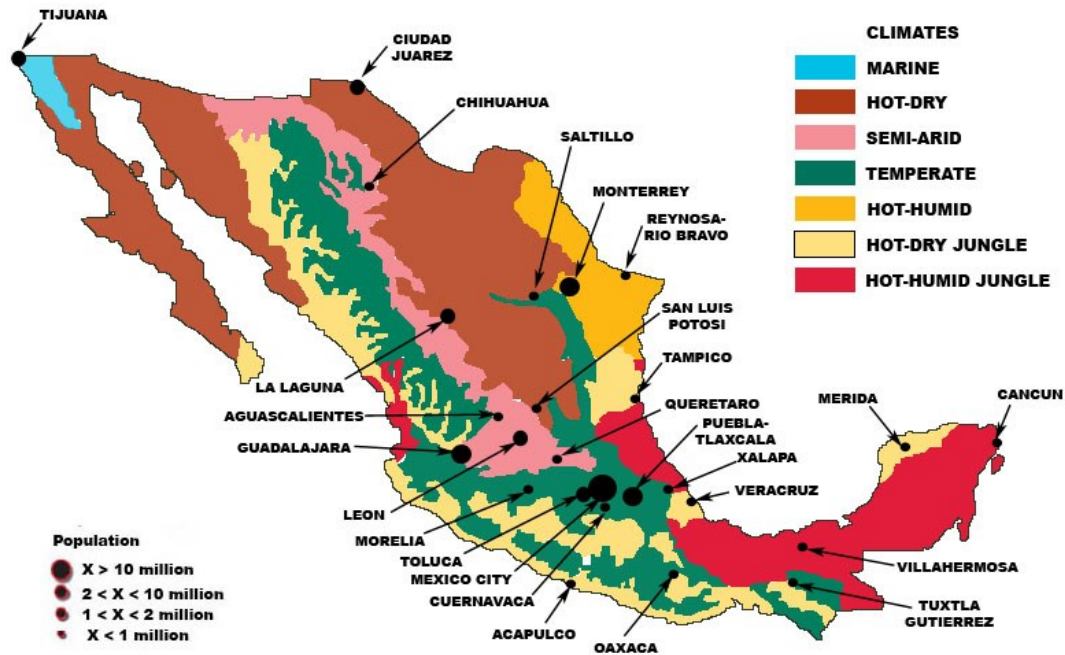 TIJUANA
CIUDAD
JUAREZ
CHIHUAHUA
SALTILLO
MONTERREY
REYNOSA-
RIO BRAVO
SAN LUIS
POTOSI
TAMPICO
LA LAGUNA
AGUASCALIENTES
QUERETARO
GUADALAJARA
PUEBLA-
TLAXCALA
XALAPA
VERACRUZ
MERIDA
CANCUN
LEON
MORELIA
TOLUCA
MEXICO CITY
CUERNAVACA
ACAPULCO
OAXACA
VILLAHERMOSA
TUXTLA
GUTIERREZ
CLIMATES
MARINE
HOT-DRY
SEMI-ARID
TEMPERATE
HOT-HUMID
HOT-DRY JUNGLE
HOT-HUMID JUNGLE
Population
X > 10 million
2 < X < 10 million
1 < X < 2 million
X < 1 million